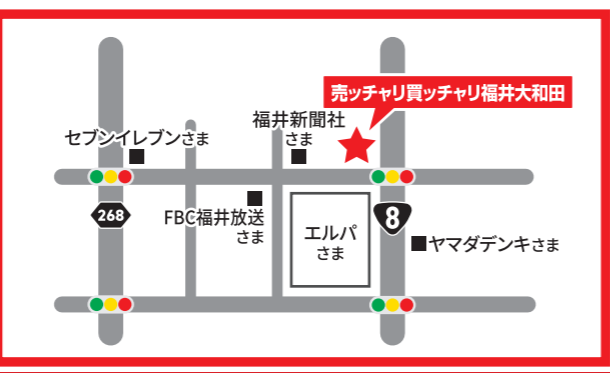 売ッチャリ買ッチャリ福井大和田
福井新聞社
さま
セブンイレブンさま
268
FBC福井放送
さま
エルパ
さま
8
ヤマダデンキさま